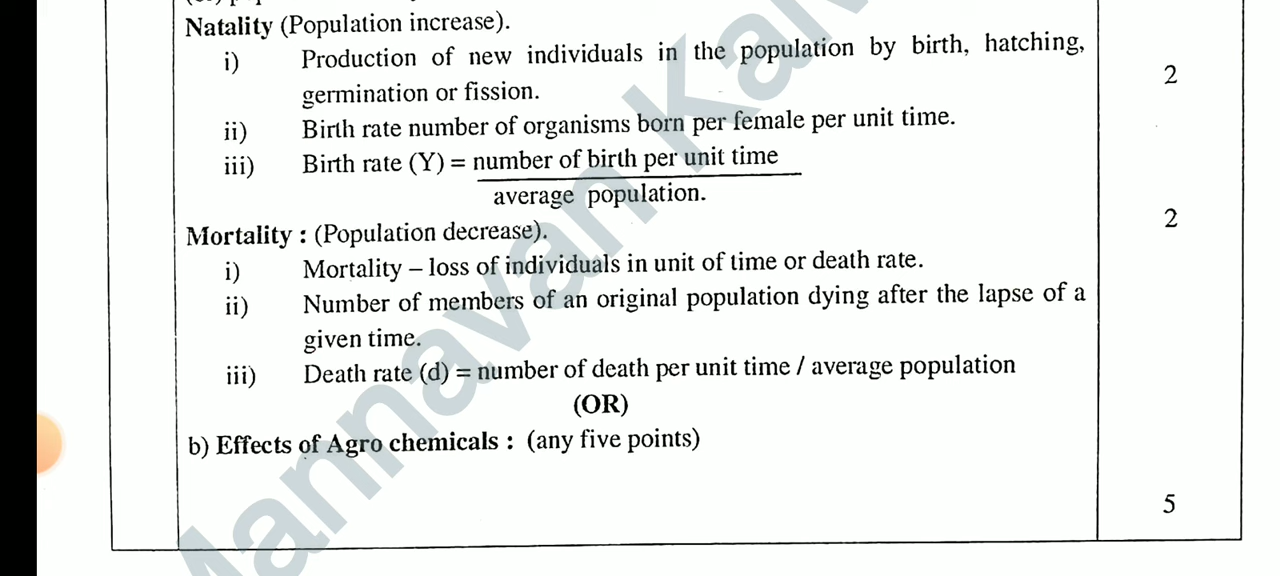 Natality (Population increase).
i) Production of new individuals in the population by birth, hatching,
germination or fission.
2
ii) Birth rate number of organisms born per female per unit time.
iii) Birth rate (Y) = number of birth per unit time
average population.
Mortality : (Population decrease).
2
i) Mortality – loss of individuals in unit of time or death rate.
ii) Number of members of an original population dying after the lapse of a
given time.
iii) Death rate (d) = number of death per unit time / average population
(OR)
b) Effects of Agro chemicals : (any five points)
5
Mannavan